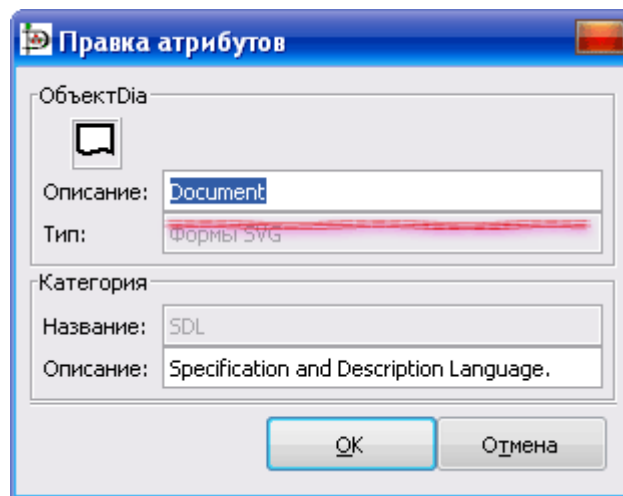 Правка атрибутов
ОбъектDia
Описание: Document
Тип: Формы SVG
Категория
Название: SDL
Описание: Specification and Description Language.
OK Отмена